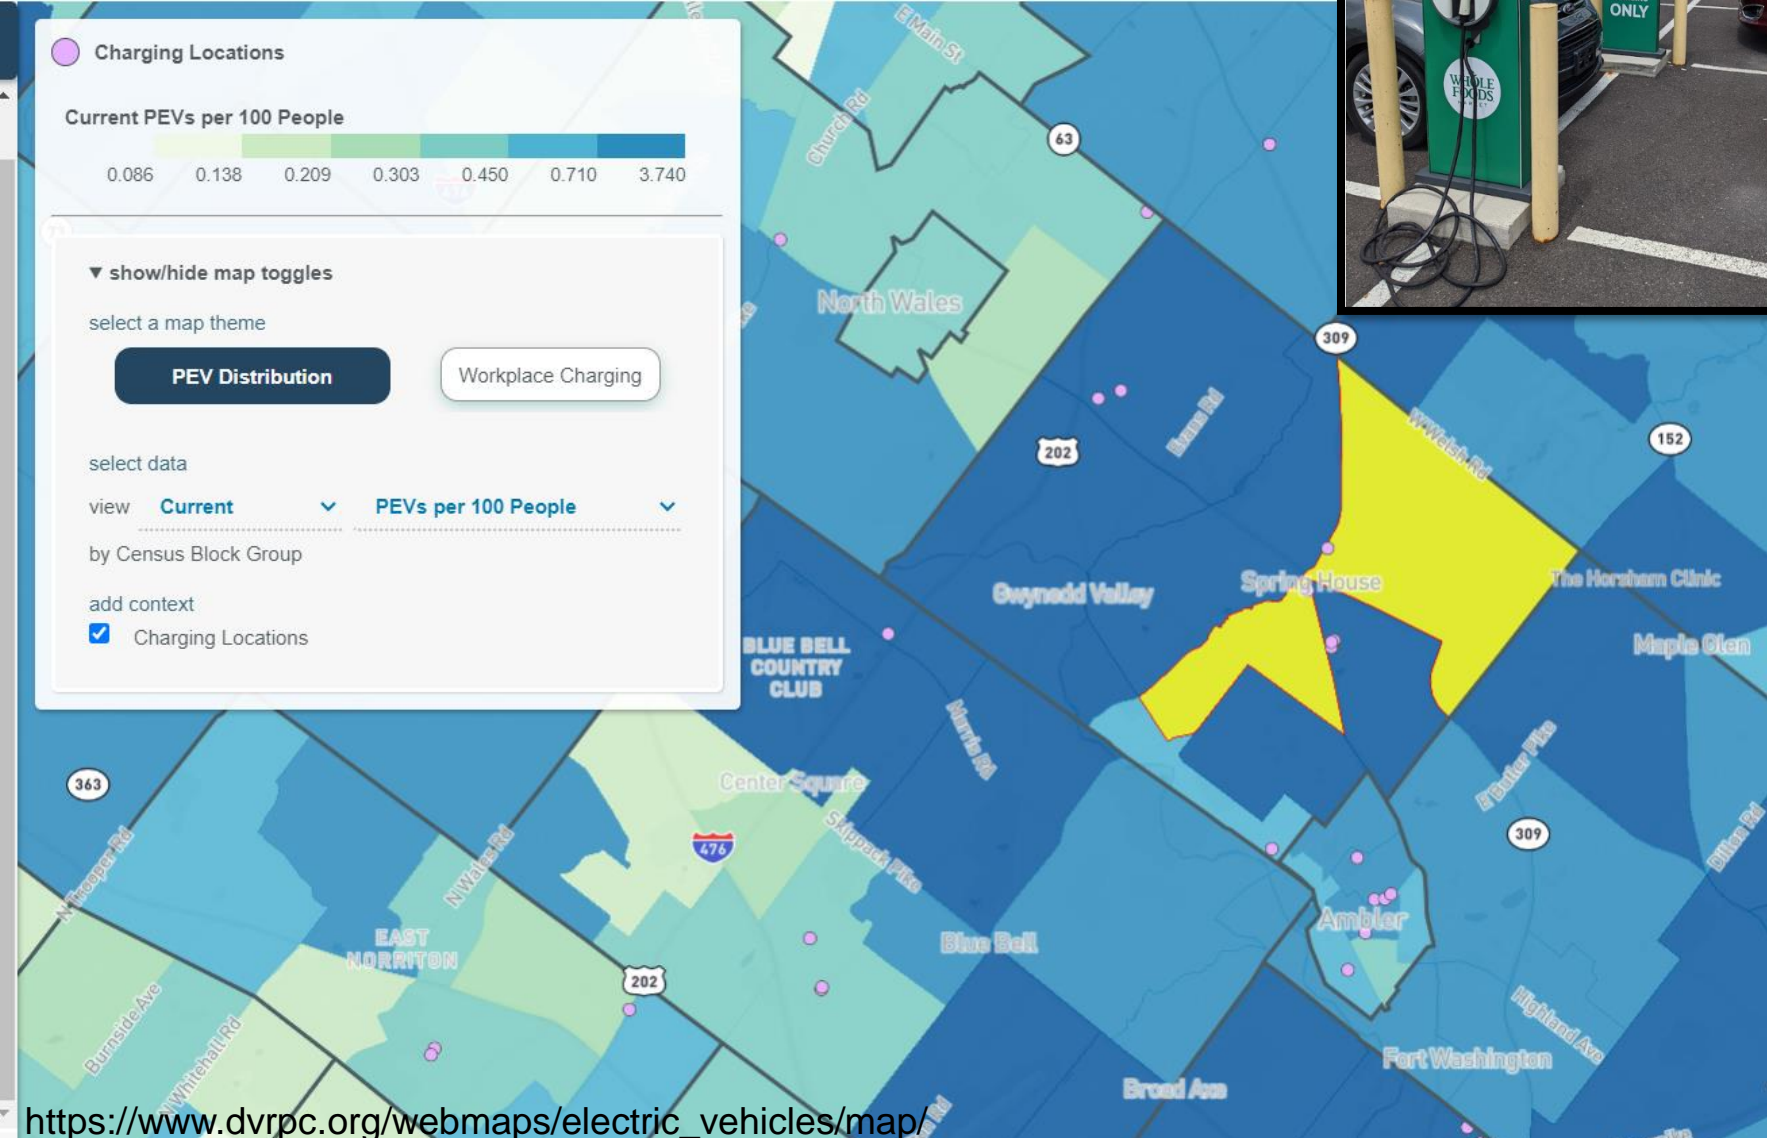 Charging Locations
Current PEVs per 100 People
0.086 0.138 0.209 0.303 0.450 0.710 3.740
▼ show/hide map toggles
select a map theme
PEV Distribution Workplace Charging
select data
view Current PEVs per 100 People
by Census Block Group
add context
Charging Locations
E Main St
Church Rd
63
North Wales
309
Evans Rd
202
W Welsh Rd
152
Gwynedd Valley
Spring House
The Horsham Clinic
Maple Glen
BLUE BELL
COUNTRY
CLUB
Morris Rd
363
Center Square
E Butler Pike
476
Skippack Pike
309
Dillon Rd
N Trooper Rd
N Wales Rd
EAST
NORRITON
Blue Bell
Ambler
202
Burnside Ave
N Whitehall Rd
Highland Ave
Fort Washington
Broad Axe
Rd
https://www.dvrpc.org/webmaps/electric_vehicles/map/
ONLY
WHOLE
FOODS
MARKET